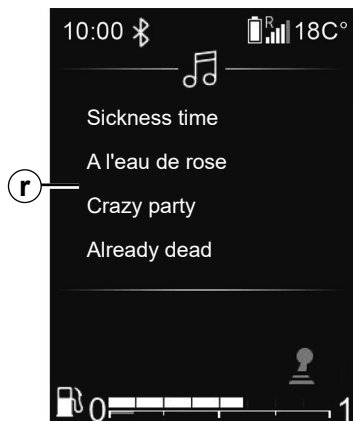 10:00 R 18C°
Sickness time
A l'eau de rose
r
Crazy party
Already dead
0 1